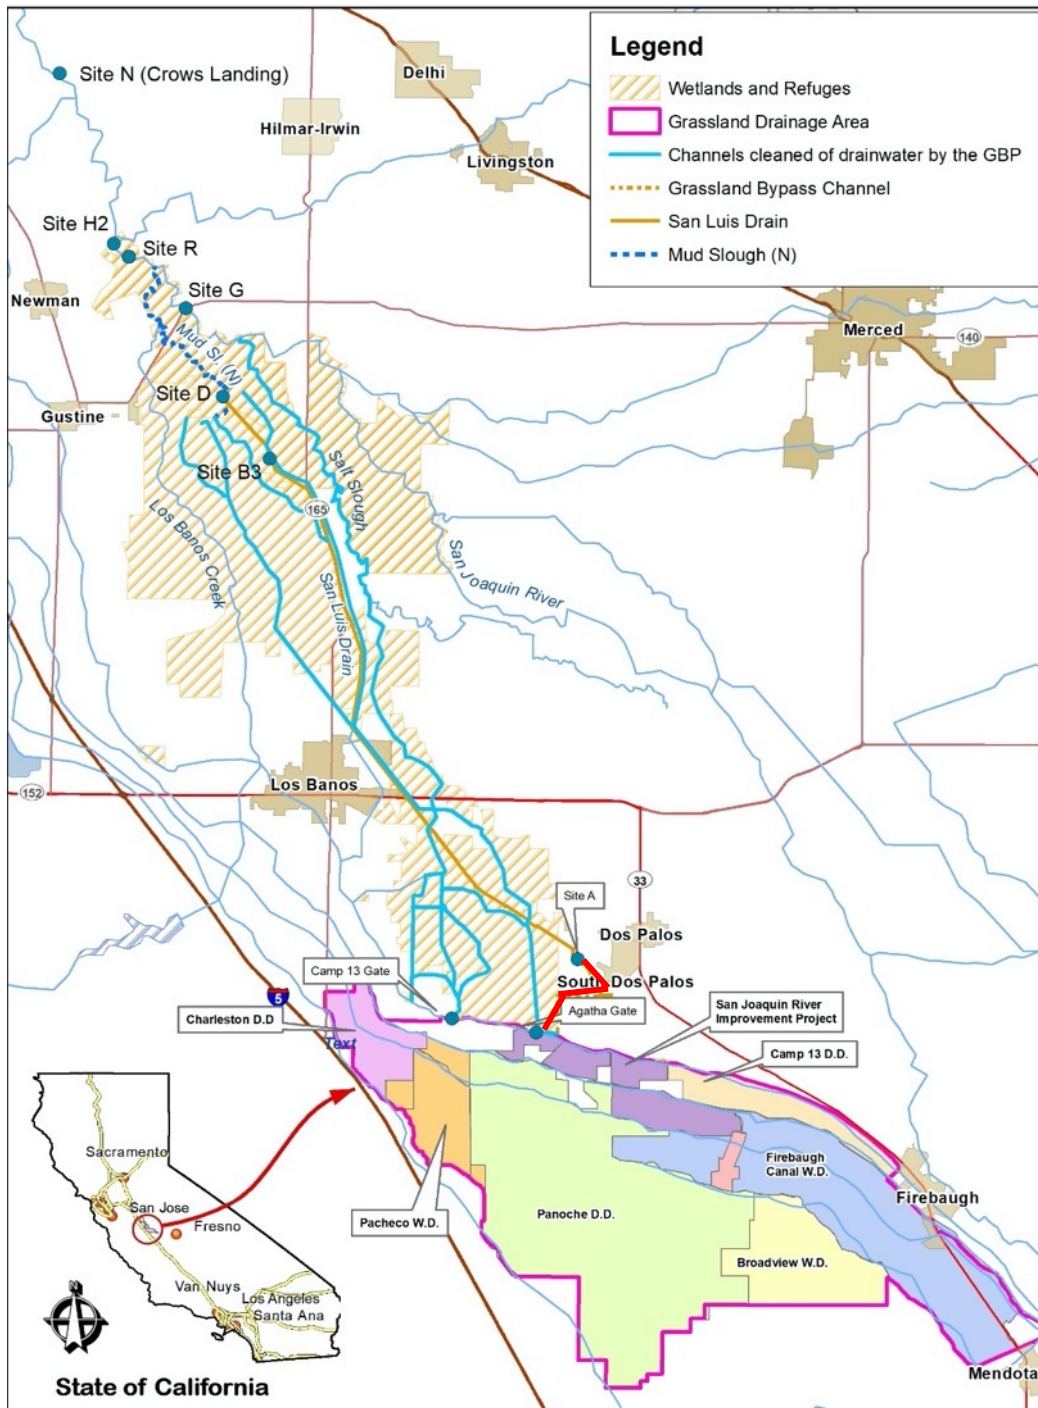 Legend
Wetlands and Refuges
Grassland Drainage Area
Channels cleaned of drainwater by the GBP
Grassland Bypass Channel
San Luis Drain
Mud Slough (N)
Site N (Crows Landing)
Delhi
Hilmar-Irwin
Livingston
Site H2
Site R
Newman
Site G
Merced
140
Mud Sl. (N)
Site D
Gustine
Site B3
Salt Slough
165
Los Banos Creek
San Joaquin River
San Luis Drain
Los Banos
152
33
Site A
Dos Palos
Camp 13 Gate
South Dos Palos
5
Agatha Gate
San Joaquin River
Improvement Project
Charleston D.D
Text
Camp 13 D.D.
Firebaugh
Canal W.D.
Firebaugh
Pacheco W.D.
Panoche D.D.
Broadview W.D.
Mendota
Sacramento
San Jose
Fresno
Van Nuys
Los Angeles
Santa Ana
N
State of California